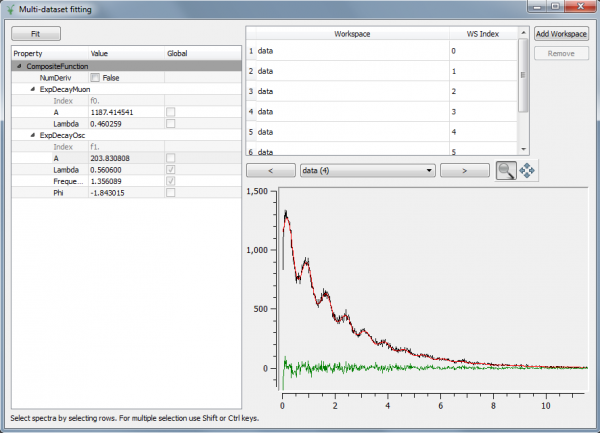 Multi-dataset fitting
Fit
Property Value Global
CompositeFunction
NumDeriv False
ExpDecayMuon
Index f0.
A 1187.414541
Lambda 0.460259
ExpDecayOsc
Index f1.
A 203.830808
Lambda 0.560600
Freque... 1.356089
Phi -1.843015
Workspace WS Index
1 data 0
2 data 1
3 data 2
4 data 3
5 data 4
6 data 5
Add Workspace
Remove
< data (4) >
1,500
1,000
500
0
0 2 4 6 8 10
Select spectra by selecting rows. For multiple selection use Shift or Ctrl keys.